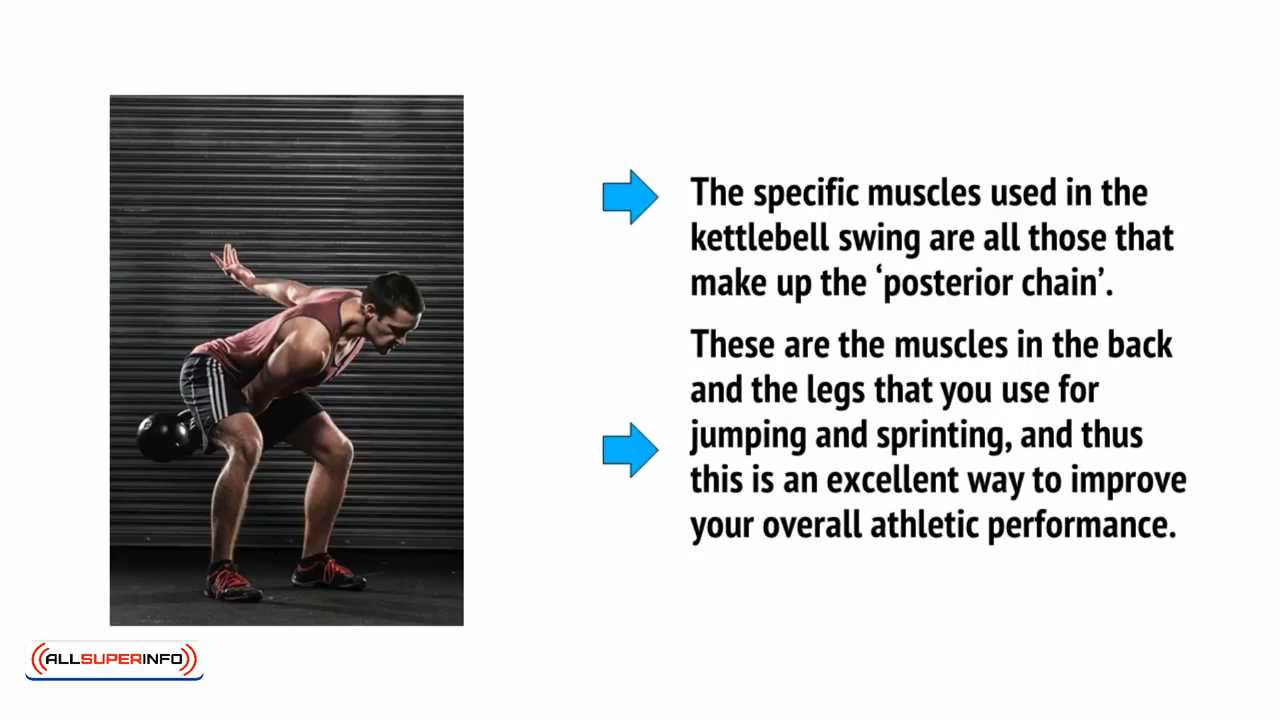 The specific muscles used in the
kettlebell swing are all those that
make up the ‘posterior chain’.
These are the muscles in the back
and the legs that you use for
jumping and sprinting, and thus
this is an excellent way to improve
your overall athletic performance.
ALLSUPERINFO